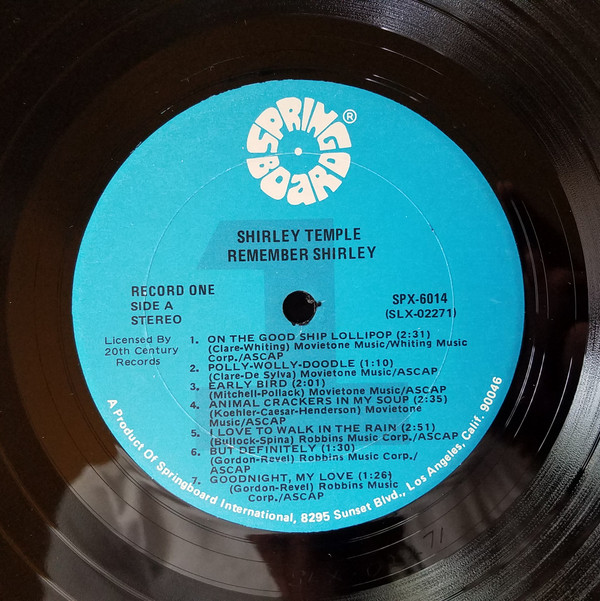 SPRING
BOARD
®
1
SHIRLEY TEMPLE
REMEMBER SHIRLEY
RECORD ONE
SIDE A
STEREO
SPX-6014
(SLX-02271)
Licensed By
20th Century
Records
1. ON THE GOOD SHIP LOLLIPOP (2:31)
(Clare-Whiting) Movietone Music/Whiting Music
Corp./ASCAP
2. POLLY-WOLLY-DOODLE (1:10)
(Clare-De Sylva) Movietone Music/ASCAP
3. EARLY BIRD (2:01)
(Mitchell-Pollack) Movietone Music/ASCAP
4. ANIMAL CRACKERS IN MY SOUP (2:35)
(Koehler-Caesar-Henderson) Movietone
Music/ASCAP
5. I LOVE TO WALK IN THE RAIN (2:51)
(Bullock-Spina) Robbins Music Corp./ASCAP
6. BUT DEFINITELY (1:30)
(Gordon-Revel) Robbins Music Corp./
ASCAP
7. GOODNIGHT, MY LOVE (1:26)
(Gordon-Revel) Robbins Music
Corp./ASCAP
A Product Of Springboard International, 8295 Sunset Blvd., Los Angeles, Calif. 90046